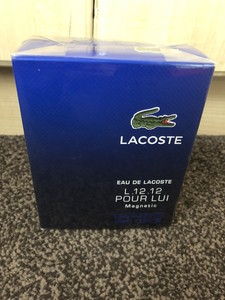 LACOSTE
EAU DE LACOSTE
L.12.12
POUR LUI
Magnetic